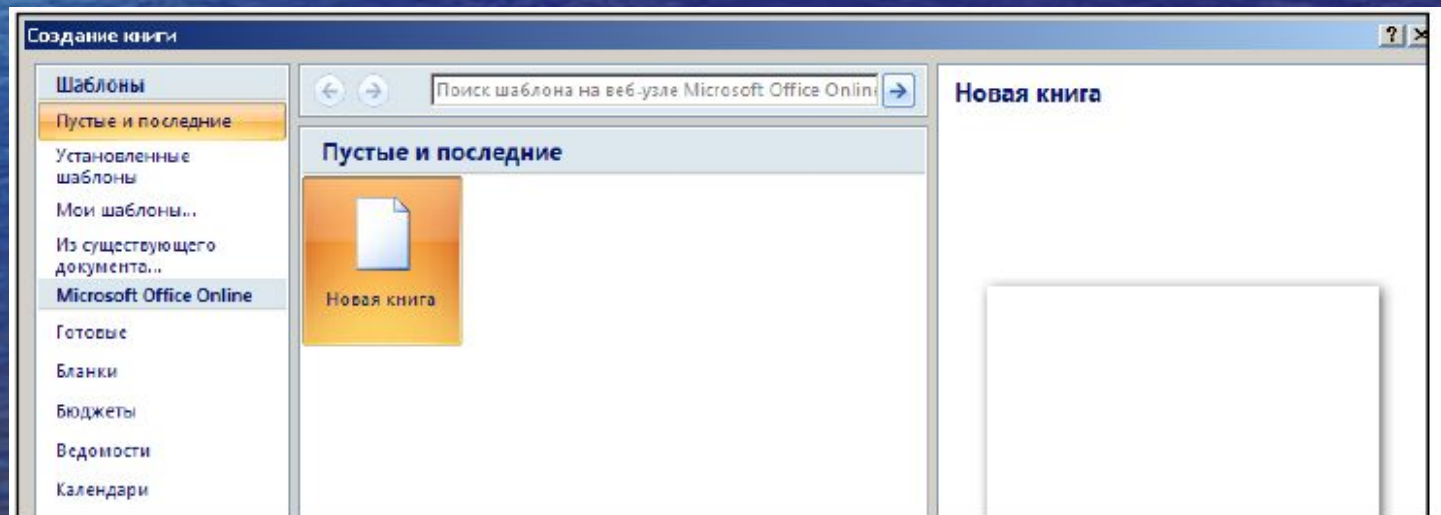 Создание книги
Шаблоны
Пустые и последние
Установленные
шаблоны
Мои шаблоны...
Из существующего
документа...
Microsoft Office Online
Готовые
Бланки
Бюджеты
Ведомости
Календари
Поиск шаблона на веб-узле Microsoft Office Onlin
Пустые и последние
Новая книга
Новая книга